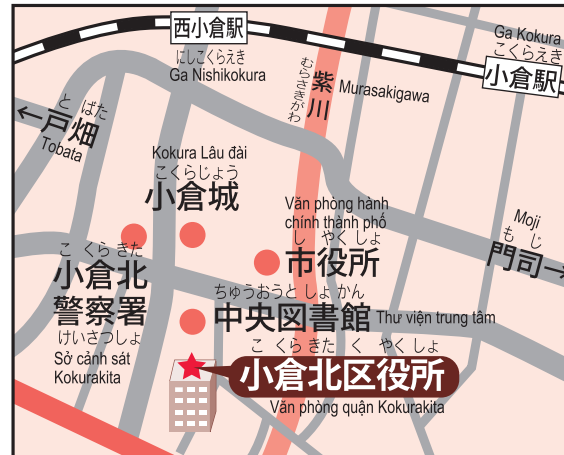 西小倉駅
にしこくらえき
Ga Nishikokura
Ga Kokura
こくらえき
小倉駅
むらさきがわ
紫川
Murasakigawa
と ばた
←戸畑
Tobata
Kokura Lâu đài
こくらじょう
小倉城
Văn phòng hành
chính thành phố
し やくしょ
市役所
Moji
もじ
門司→
こ くら きた
小倉北
警察署
けいさつしょ
Sở cảnh sát
Kokurakita
ちゅうおうとしょかん
中央図書館
Thư viện trung tâm
こ くら きた く やくしょ
小倉北区役所
Văn phòng quận Kokurakita